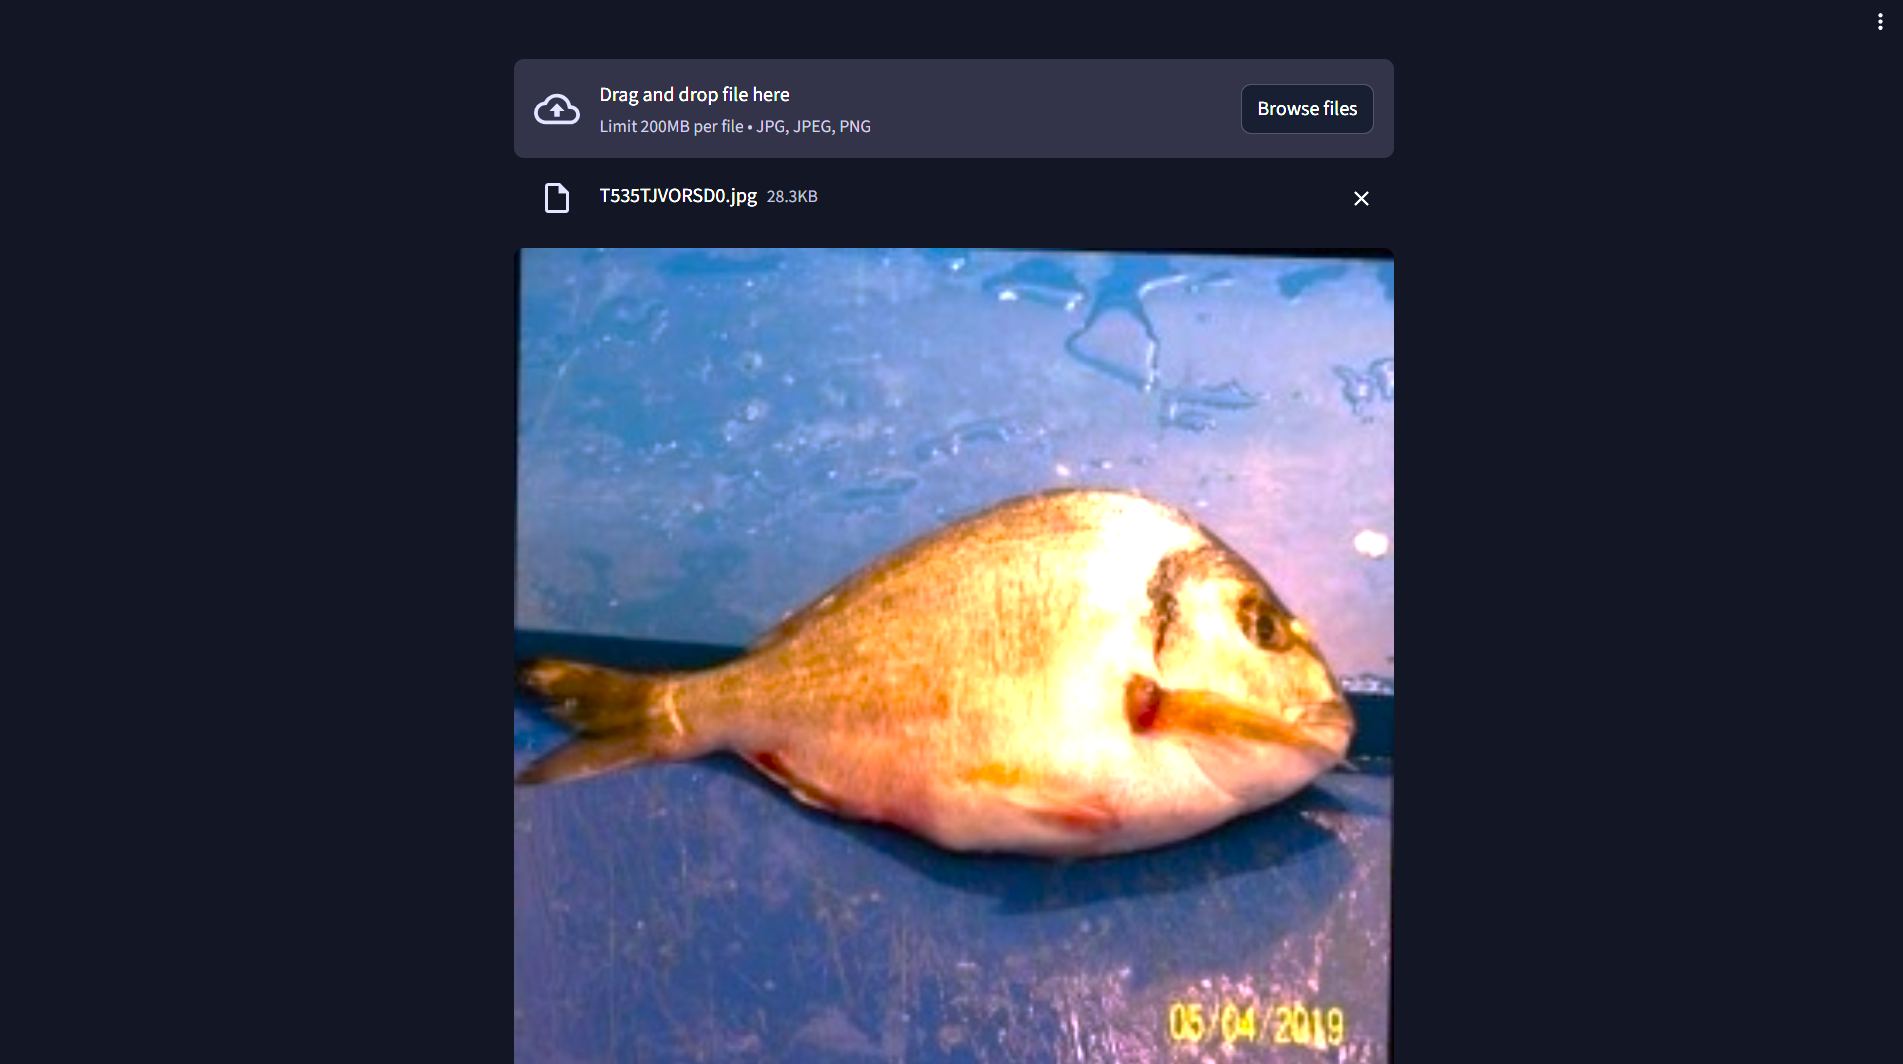 Drag and drop file here
Limit 200MB per file • JPG, JPEG, PNG
Browse files
T535TJVORSD0.jpg 28.3KB
05/04/2019